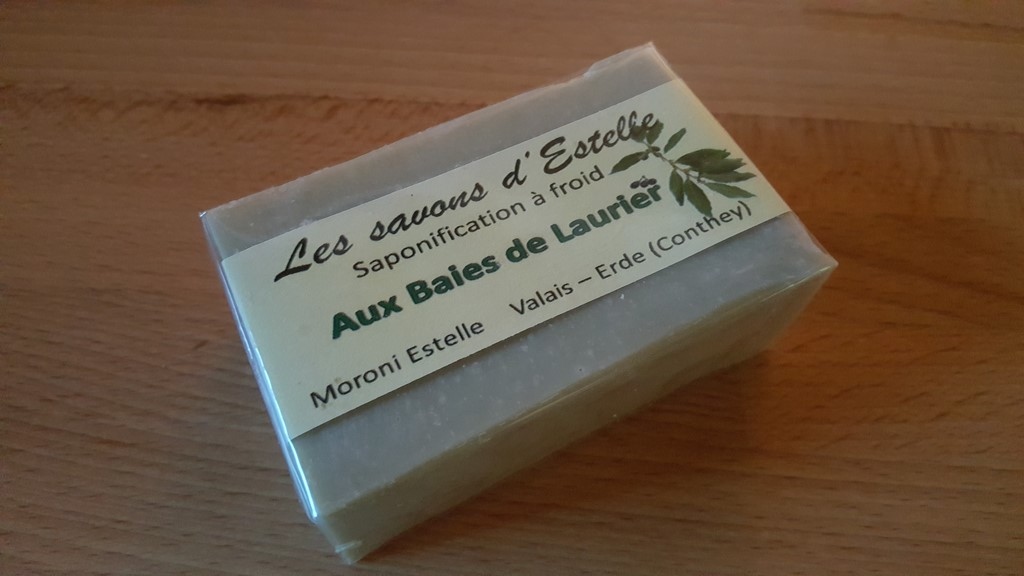 Les savons d'Estelle
Saponification à froid
Aux Baies de Laurier
Moroni Estelle Valais – Erde (Conthey)